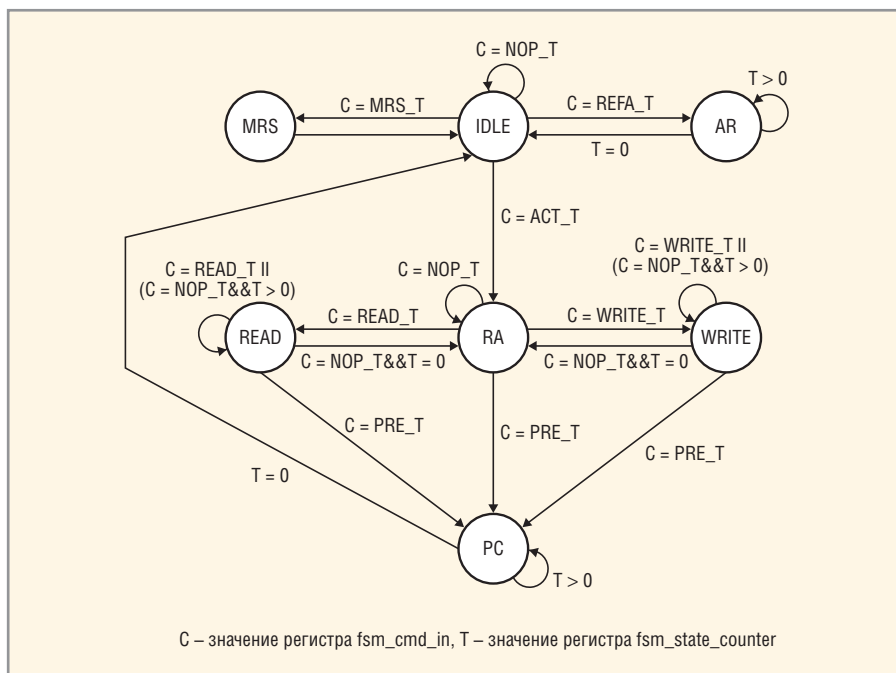 C = NOP_T
T > 0
C = MRS_T
C = REFA_T
MRS
IDLE
AR
T = 0
C = ACT_T
C = READ_T II
(C = NOP_T&&T > 0)
C = NOP_T
C = WRITE_T II
(C = NOP_T&&T > 0)
C = READ_T
C = WRITE_T
READ
RA
WRITE
C = NOP_T&&T = 0
C = NOP_T&&T = 0
C = PRE_T
C = PRE_T
C = PRE_T
T = 0
PC
T > 0
C – значение регистра fsm_cmd_in, T – значение регистра fsm_state_counter